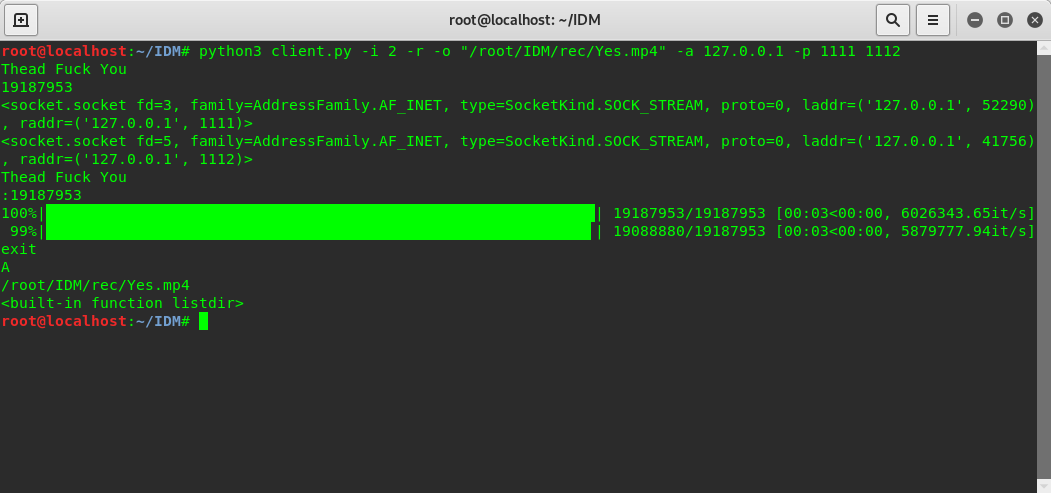 root@localhost: ~/IDM
root@localhost:~/IDM# python3 client.py -i 2 -r -o "/root/IDM/rec/Yes.mp4" -a 127.0.0.1 -p 1111 1112
Thead Fuck You
19187953
<socket.socket fd=3, family=AddressFamily.AF_INET, type=SocketKind.SOCK_STREAM, proto=0, laddr=('127.0.0.1', 52290)
, raddr=('127.0.0.1', 1111)>
<socket.socket fd=5, family=AddressFamily.AF_INET, type=SocketKind.SOCK_STREAM, proto=0, laddr=('127.0.0.1', 41756)
, raddr=('127.0.0.1', 1112)>
Thead Fuck You
:19187953
100%| | 19187953/19187953 [00:03<00:00, 6026343.65it/s]
99%| | 19088880/19187953 [00:03<00:00, 5879777.94it/s]
exit
A
/root/IDM/rec/Yes.mp4
<built-in function listdir>
root@localhost:~/IDM#